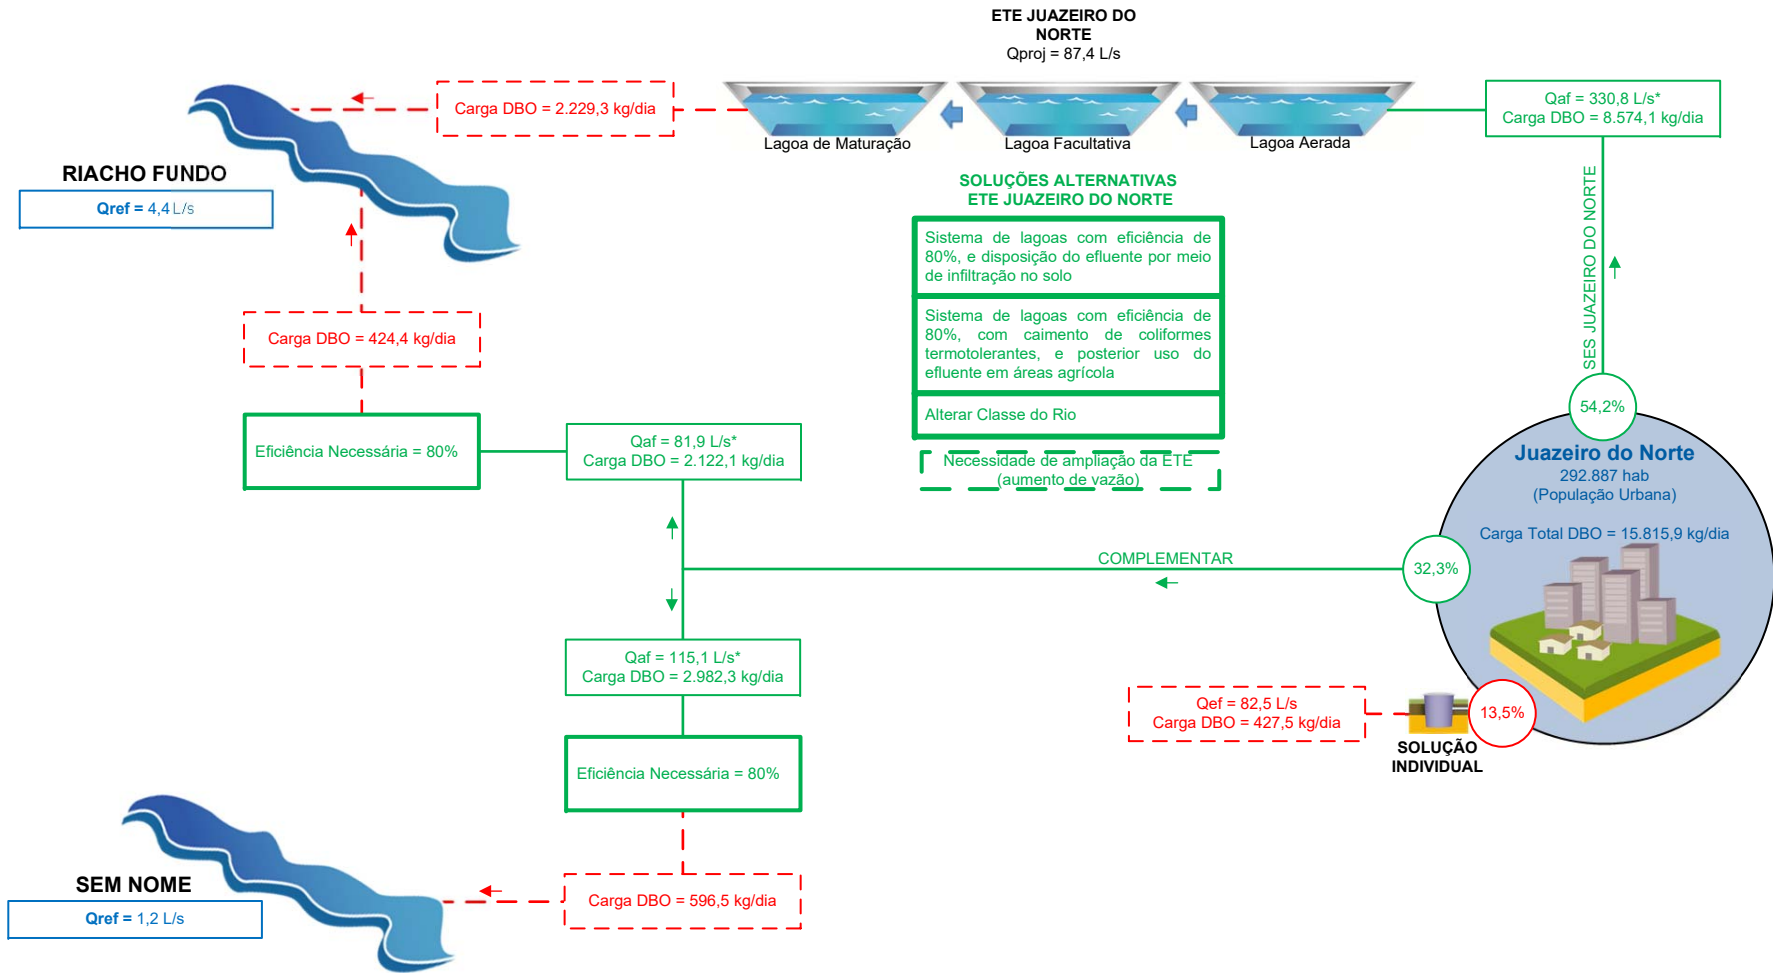 ETE JUAZEIRO DO
NORTE
Qproj = 87,4 L/s
Carga DBO = 2.229,3 kg/dia
Qaf = 330,8 L/s*
Carga DBO = 8.574,1 kg/dia
Lagoa de Maturação
Lagoa Facultativa
Lagoa Aerada
RIACHO FUNDO
Qref = 4,4 L/s
SOLUÇÕES ALTERNATIVAS
ETE JUAZEIRO DO NORTE
Sistema de lagoas com eficiência de
80%, e disposição do efluente por meio
de infiltração no solo
Sistema de lagoas com eficiência de
80%, com caimento de coliformes
termotolerantes, e posterior uso do
efluente em áreas agrícola
Alterar Classe do Rio
Necessidade de ampliação da ETE
(aumento de vazão)
SES JUAZEIRO DO NORTE
Carga DBO = 424,4 kg/dia
Eficiência Necessária = 80%
Qaf = 81,9 L/s*
Carga DBO = 2.122,1 kg/dia
54,2%
Juazeiro do Norte
292.887 hab
(População Urbana)
Carga Total DBO = 15.815,9 kg/dia
COMPLEMENTAR
32,3%
Qaf = 115,1 L/s*
Carga DBO = 2.982,3 kg/dia
Qef = 82,5 L/s
Carga DBO = 427,5 kg/dia
13,5%
SOLUÇÃO
INDIVIDUAL
Eficiência Necessária = 80%
SEM NOME
Qref = 1,2 L/s
Carga DBO = 596,5 kg/dia